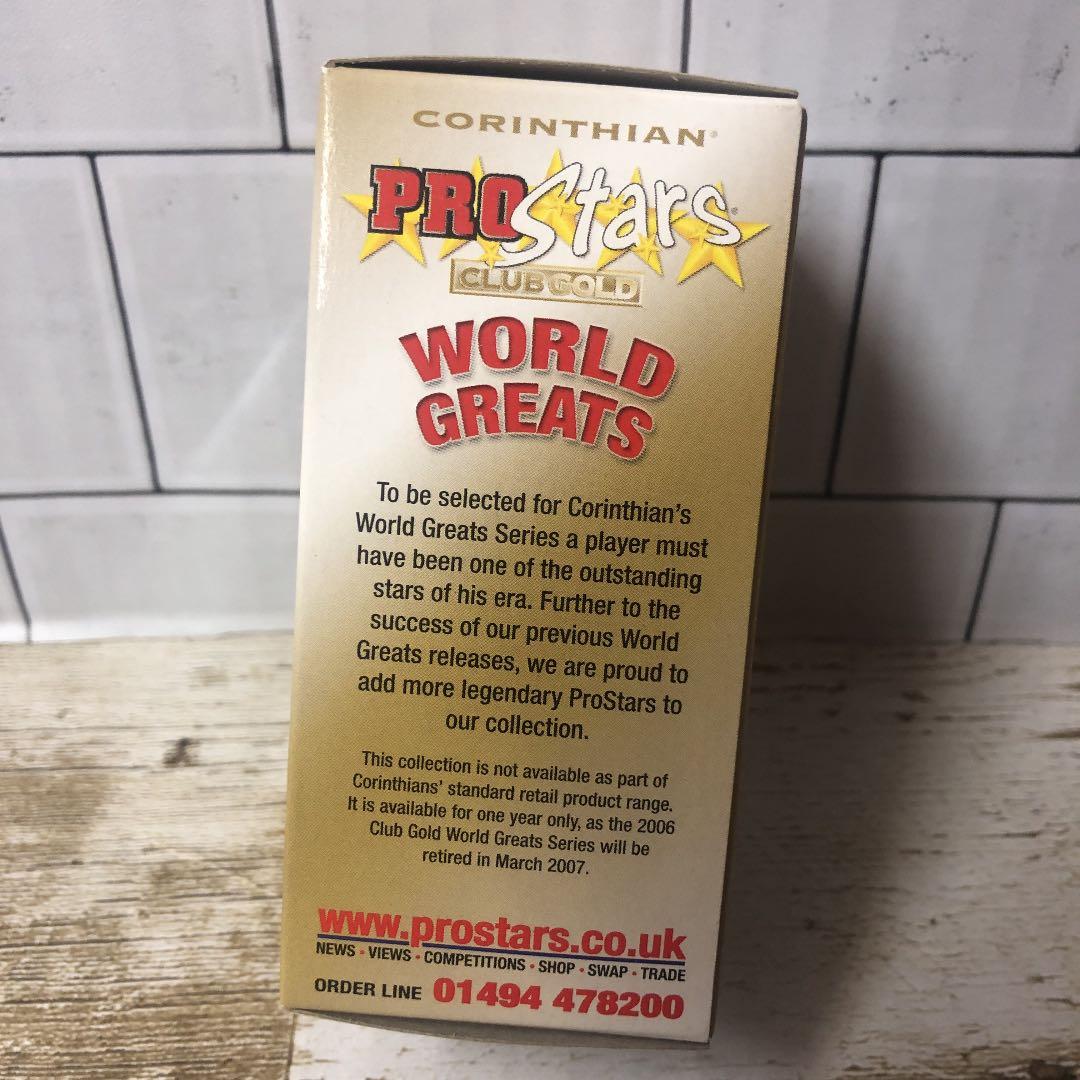 CORINTHIAN®
PROStars®
CLUB GOLD
WORLD
GREATS
To be selected for Corinthian's
World Greats Series a player must
have been one of the outstanding
stars of his era. Further to the
success of our previous World
Greats releases, we are proud to
add more legendary ProStars to
our collection.
This collection is not available as part of
Corinthians' standard retail product range.
It is available for one year only, as the 2006
Club Gold World Greats Series will be
retired in March 2007.
www.prostars.co.uk
NEWS • VIEWS • COMPETITIONS • SHOP • SWAP • TRADE
ORDER LINE 01494 478200